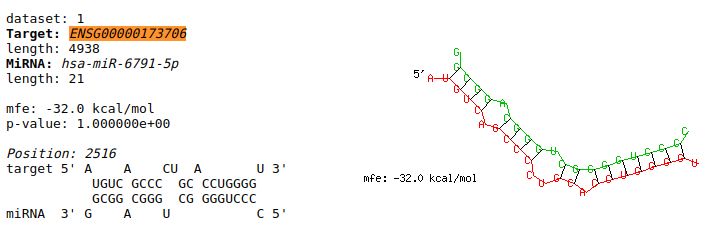 dataset: 1
Target: ENSG00000173706
length: 4938
MiRNA: hsa-miR-6791-5p
length: 21
mfe: -32.0 kcal/mol
p-value: 1.000000e+00
Position: 2516
target 5' A    A    CU  A       U 3'
           UGUC GCCC  GC CCUGGGG
           GCGG CGGG  CG GGGUCCC
miRNA  3' G    A    U           C 5'
5'
mfe: -32.0 kcal/mol